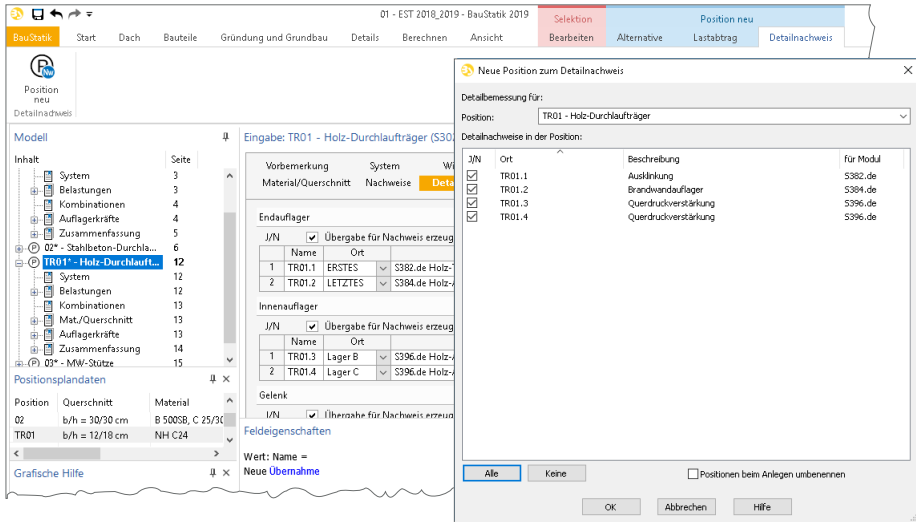 01 - EST 2018_2019 - BauStatik 2019
Selektion
Position neu
BauStatik Start Dach Bauteile Gründung und Grundbau Details Berechnen Ansicht Bearbeiten Alternative Lastabtrag Detailnachweis
Nw
Position
neu
Detailnachweis
Modell
Inhalt Seite
System 3
Belastungen 3
Kombinationen 4
Auflagerkräfte 4
Zusammenfassung 5
02* - Stahlbeton-Durchla... 6
TR01* - Holz-Durchlauft... 12
System 12
Belastungen 12
Kombinationen 13
Mat./Querschnitt 13
Auflagerkräfte 13
Zusammenfassung 14
03* - MW-Stütze 15
Positionsplandaten
Position Querschnitt Material
02 b/h = 30/30 cm B 500SB, C 25/30
TR01 b/h = 12/18 cm NH C24
Grafische Hilfe
Eingabe: TR01 - Holz-Durchlaufträger (S302
Vorbemerkung System Wi
Material/Querschnitt Nachweise Deta
Endauflager
J/N Übergabe für Nachweis erzeug
Name Ort
1 TR01.1 ERSTES S382.de Holz-
2 TR01.2 LETZTES S384.de Holz-
Innenauflager
J/N Übergabe für Nachweis erzeug
Name Ort
1 TR01.3 Lager B S396.de Holz-
2 TR01.4 Lager C S396.de Holz-
Gelenk
J/N Übergabe für Nachweis erzeug
Feldeigenschaften
Wert: Name =
Neue Übernahme
Neue Position zum Detailnachweis
Detailbemessung für:
Position: TR01 - Holz-Durchlaufträger
Detailnachweise in der Position:
J/N Ort Beschreibung für Modul
TR01.1 Ausklinkung S382.de
TR01.2 Brandwandauflager S384.de
TR01.3 Querdruckverstärkung S396.de
TR01.4 Querdruckverstärkung S396.de
Alle Keine Positionen beim Anlegen umbenennen
OK Abbrechen Hilfe